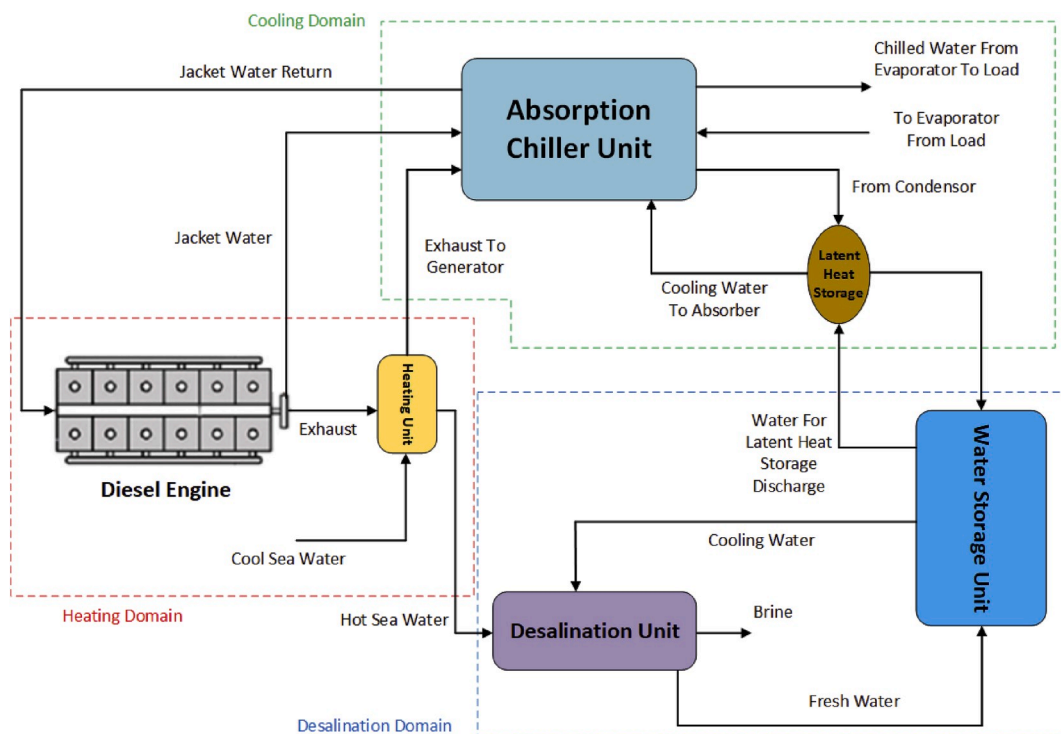 Cooling Domain
Jacket Water Return
Absorption
Chiller Unit
Chilled Water From
Evaporator To Load
To Evaporator
From Load
From Condensor
Jacket Water
Exhaust To
Generator
Cooling Water
To Absorber
Latent
Heat
Storage
Heating Unit
Exhaust
Diesel Engine
Cool Sea Water
Heating Domain
Water For
Latent Heat
Storage
Discharge
Water Storage Unit
Cooling Water
Hot Sea Water
Desalination Unit
Brine
Fresh Water
Desalination Domain